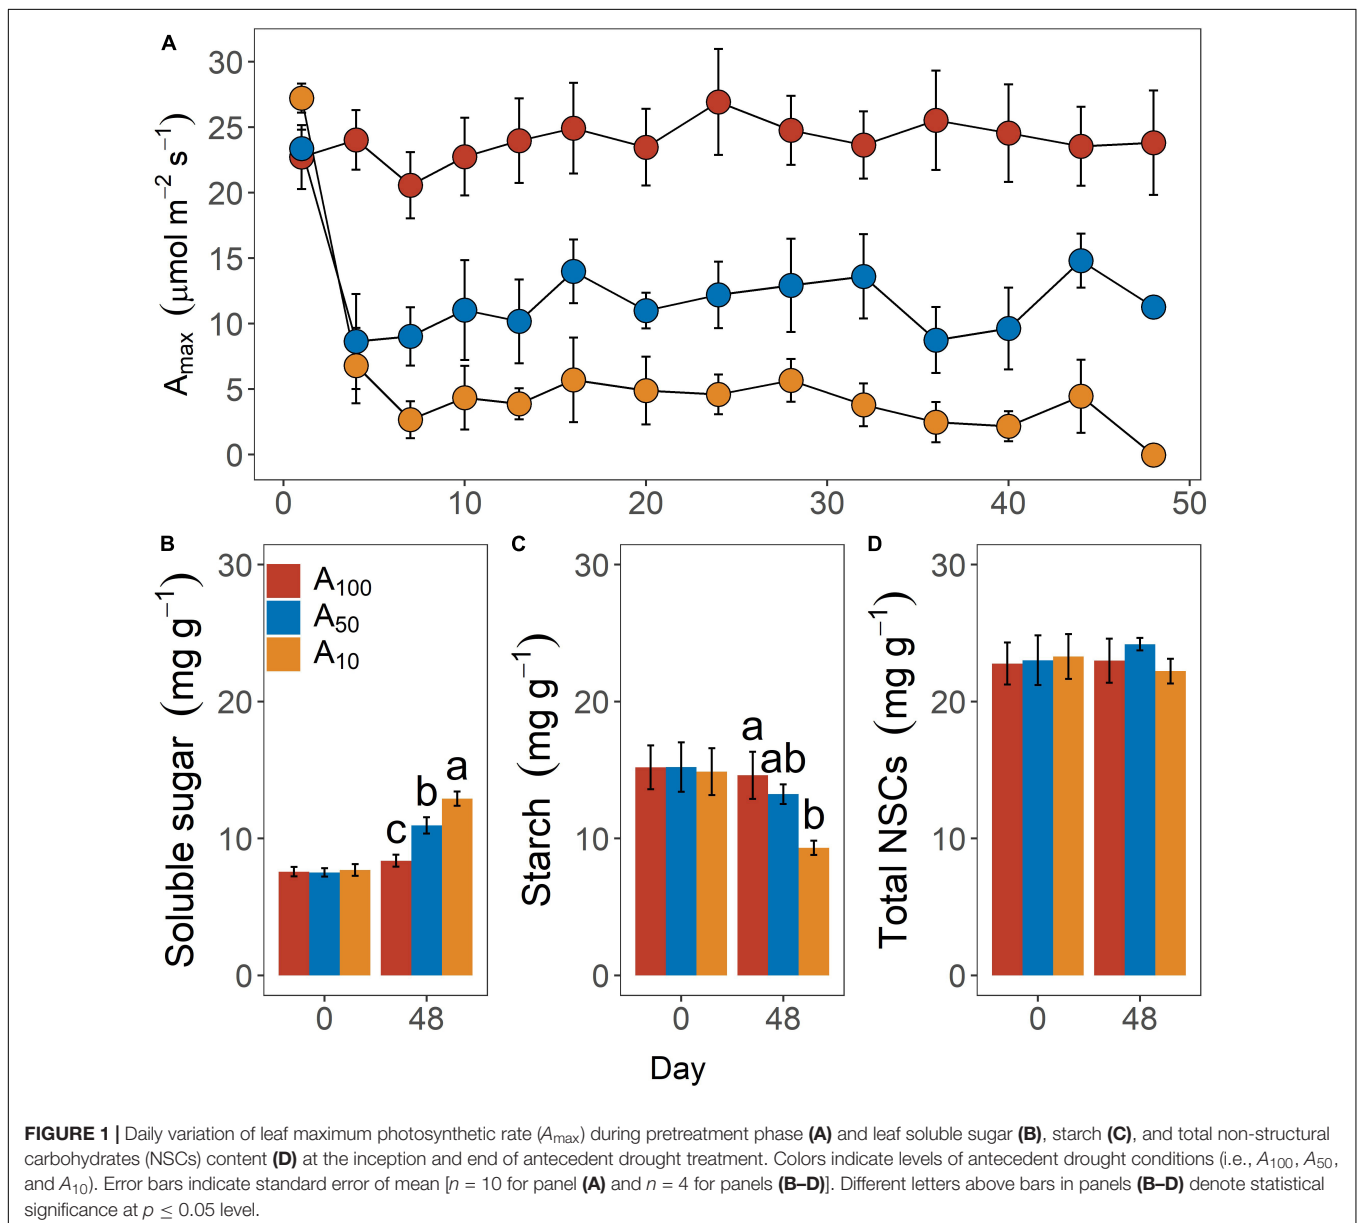 A
30
25
20
15
10
5
0
Amax (μmol m−2 s−1)
0 10 20 30 40 50
B
30
20
10
0
Soluble sugar (mg g−1)
A100
A50
A10
c
b
a
0 48
C
30
20
10
0
Starch (mg g−1)
a
ab
b
0 48
D
30
20
10
0
Total NSCs (mg g−1)
0 48
Day
FIGURE 1 | Daily variation of leaf maximum photosynthetic rate (Amax) during pretreatment phase (A) and leaf soluble sugar (B), starch (C), and total non-structural
carbohydrates (NSCs) content (D) at the inception and end of antecedent drought treatment. Colors indicate levels of antecedent drought conditions (i.e., A100, A50,
and A10). Error bars indicate standard error of mean [n = 10 for panel (A) and n = 4 for panels (B–D)]. Different letters above bars in panels (B–D) denote statistical
significance at p ≤ 0.05 level.